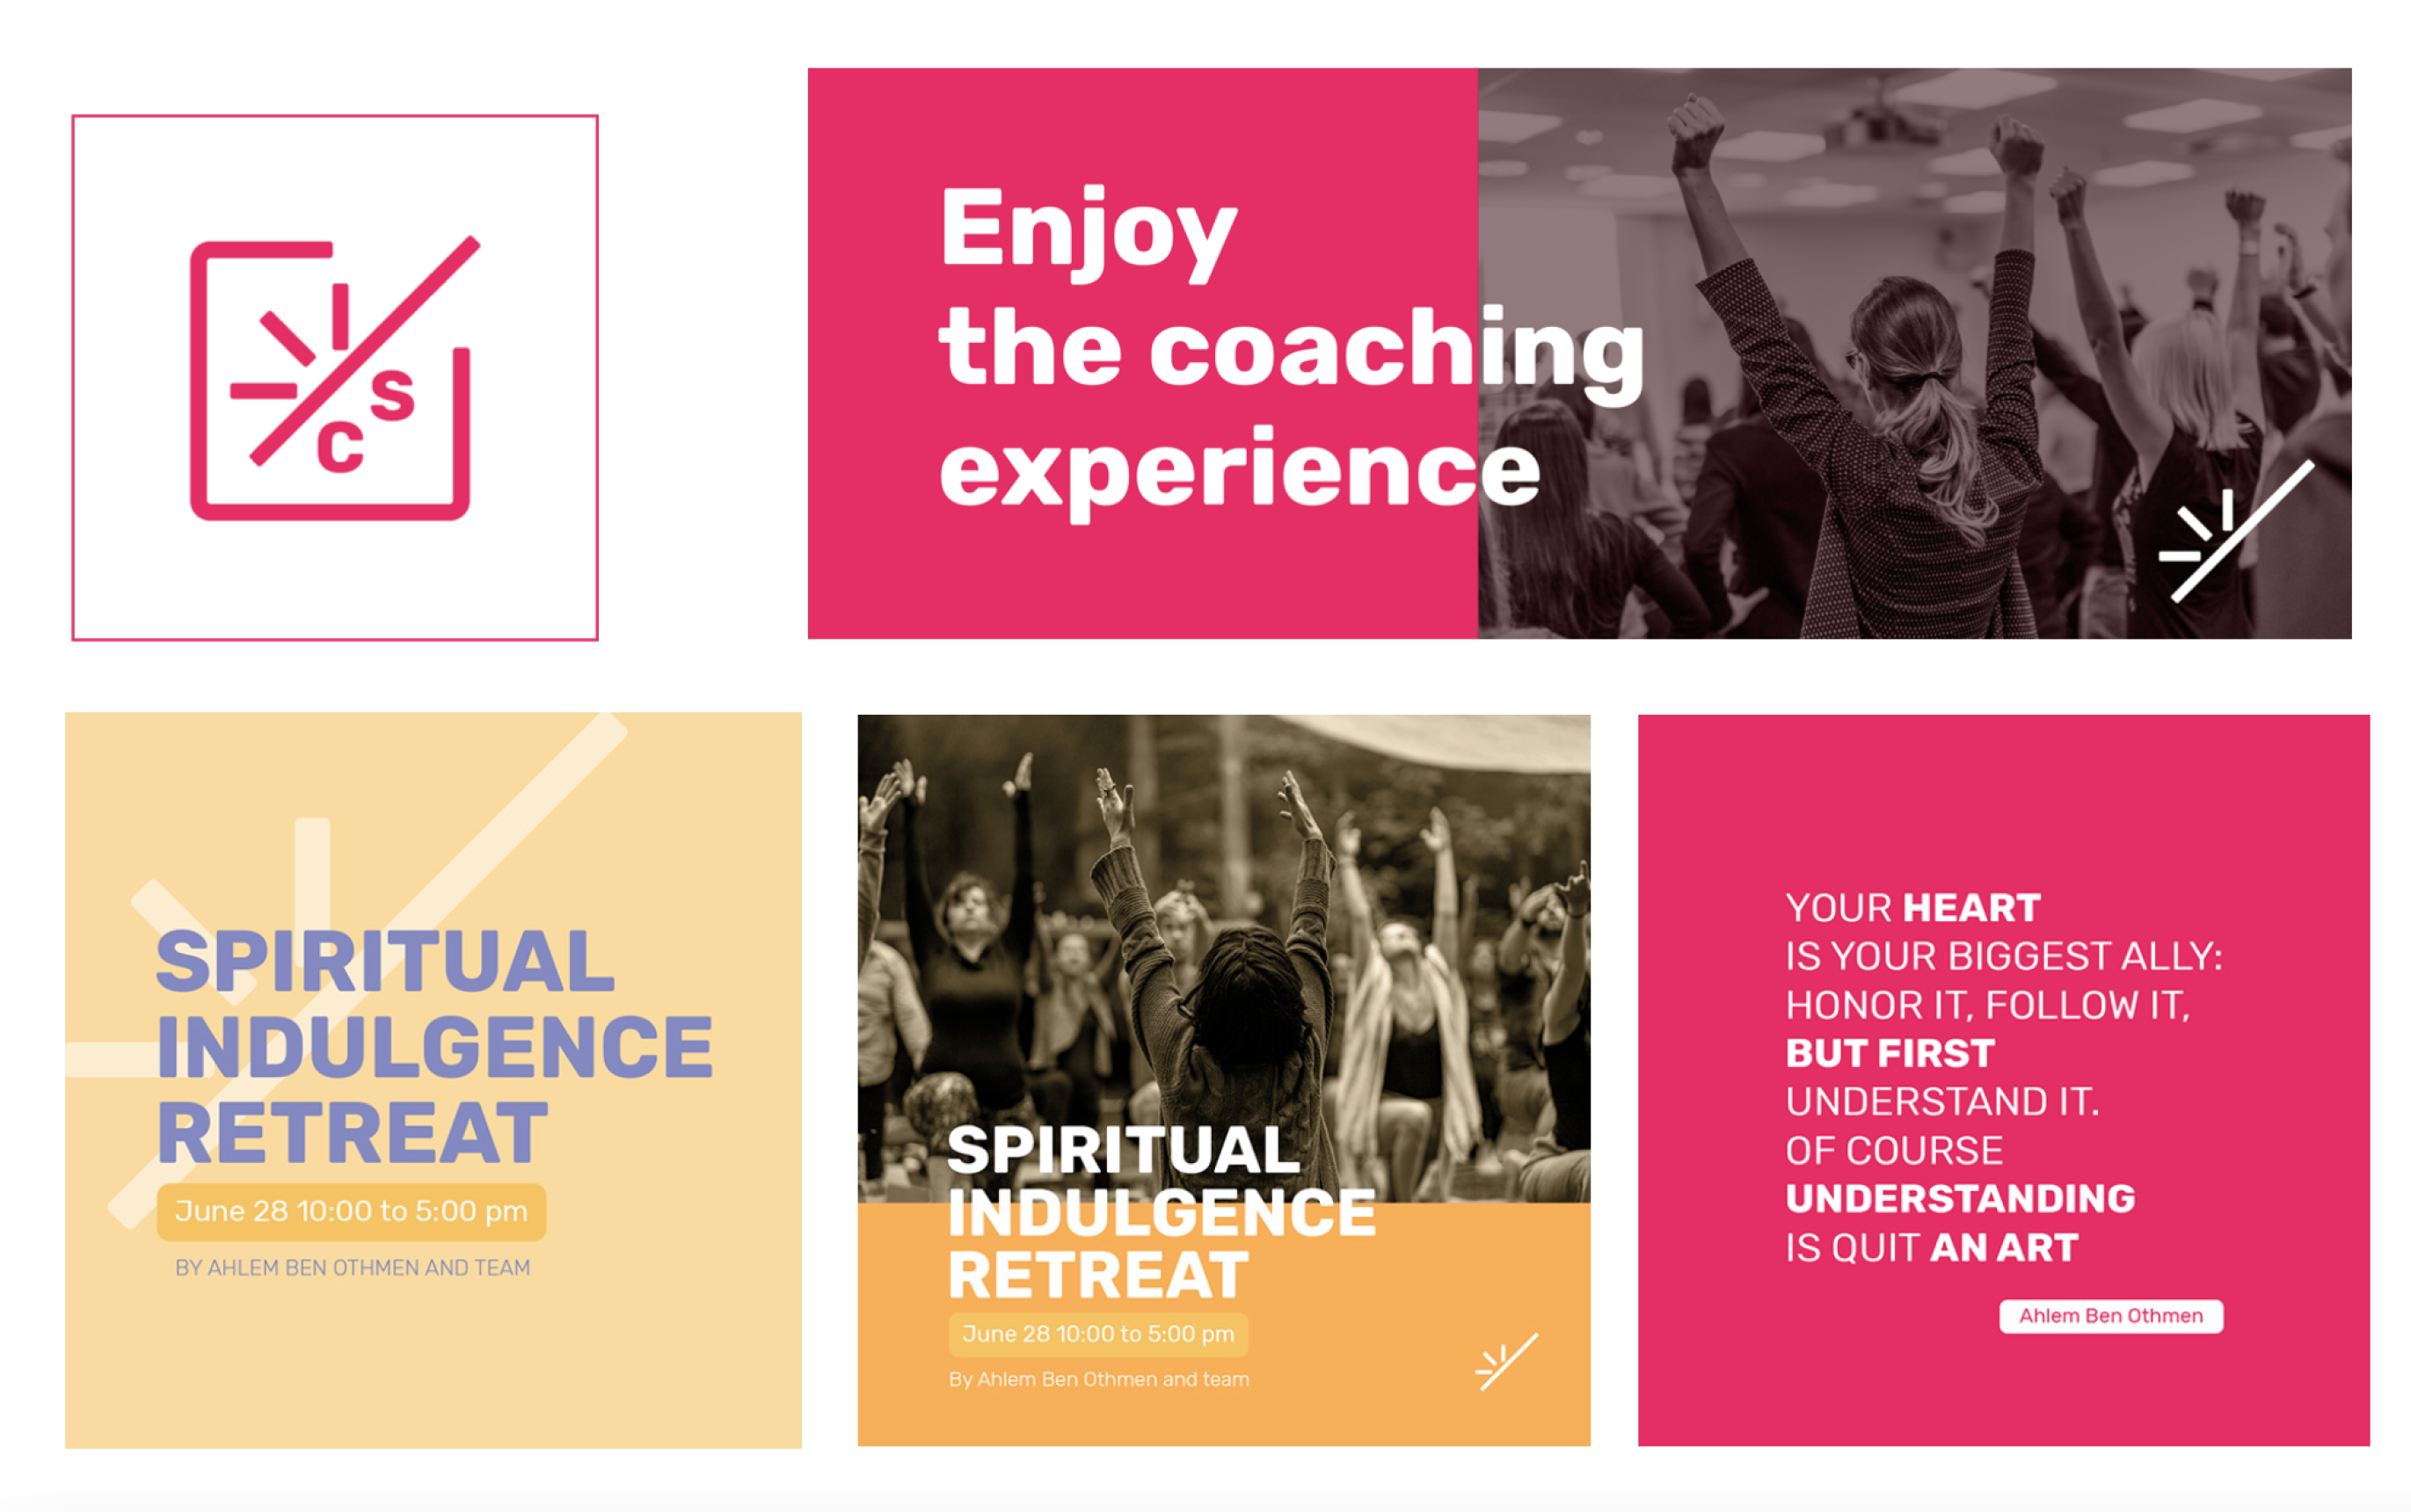 S
C
Enjoy
the coaching
experience
SPIRITUAL
INDULGENCE
RETREAT
June 28 10:00 to 5:00 pm
BY AHLEM BEN OTHMEN AND TEAM
SPIRITUAL
INDULGENCE
RETREAT
June 28 10:00 to 5:00 pm
By Ahlem Ben Othmen and team
YOUR HEART
IS YOUR BIGGEST ALLY:
HONOR IT, FOLLOW IT,
BUT FIRST
UNDERSTAND IT.
OF COURSE
UNDERSTANDING
IS QUIT AN ART
Ahlem Ben Othmen